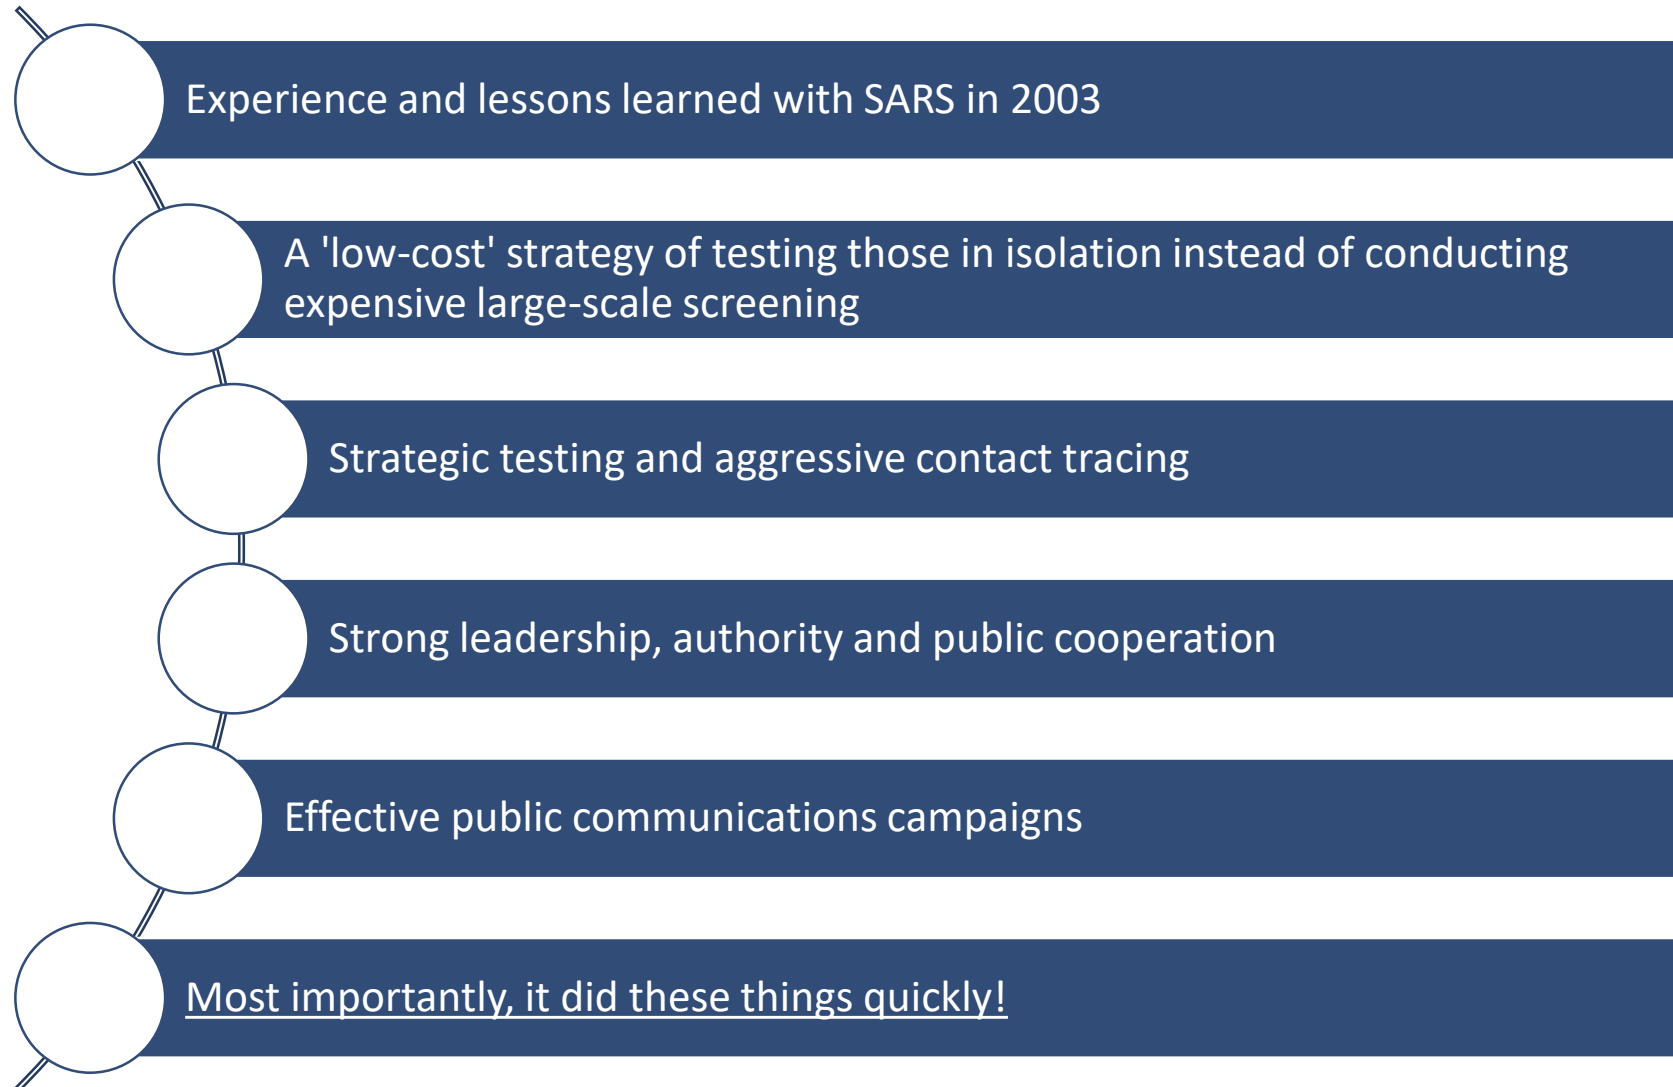 Experience and lessons learned with SARS in 2003
A 'low-cost' strategy of testing those in isolation instead of conducting
expensive large-scale screening
Strategic testing and aggressive contact tracing
Strong leadership, authority and public cooperation
Effective public communications campaigns
Most importantly, it did these things quickly!